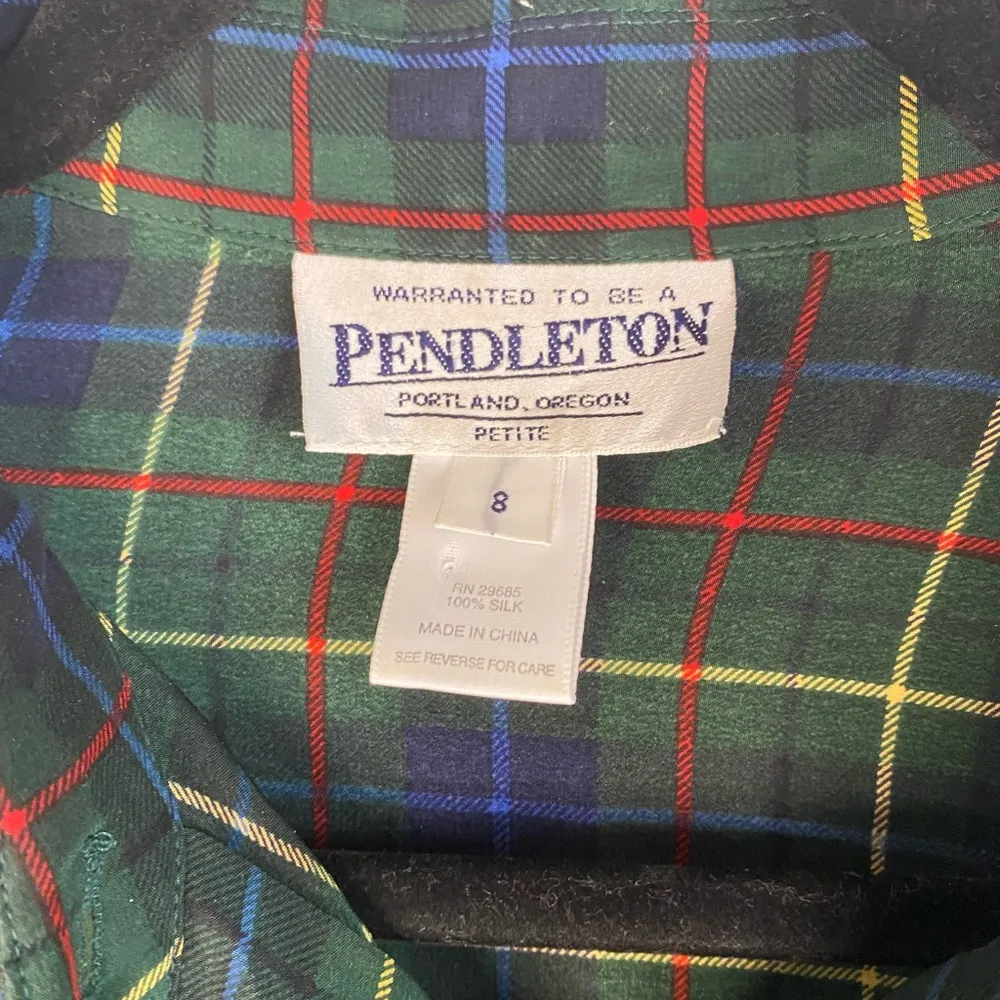 WARRANTED TO BE A
PENDLETON
PORTLAND, OREGON
PETITE
8
RN 29685
100% SILK
MADE IN CHINA
SEE REVERSE FOR CARE